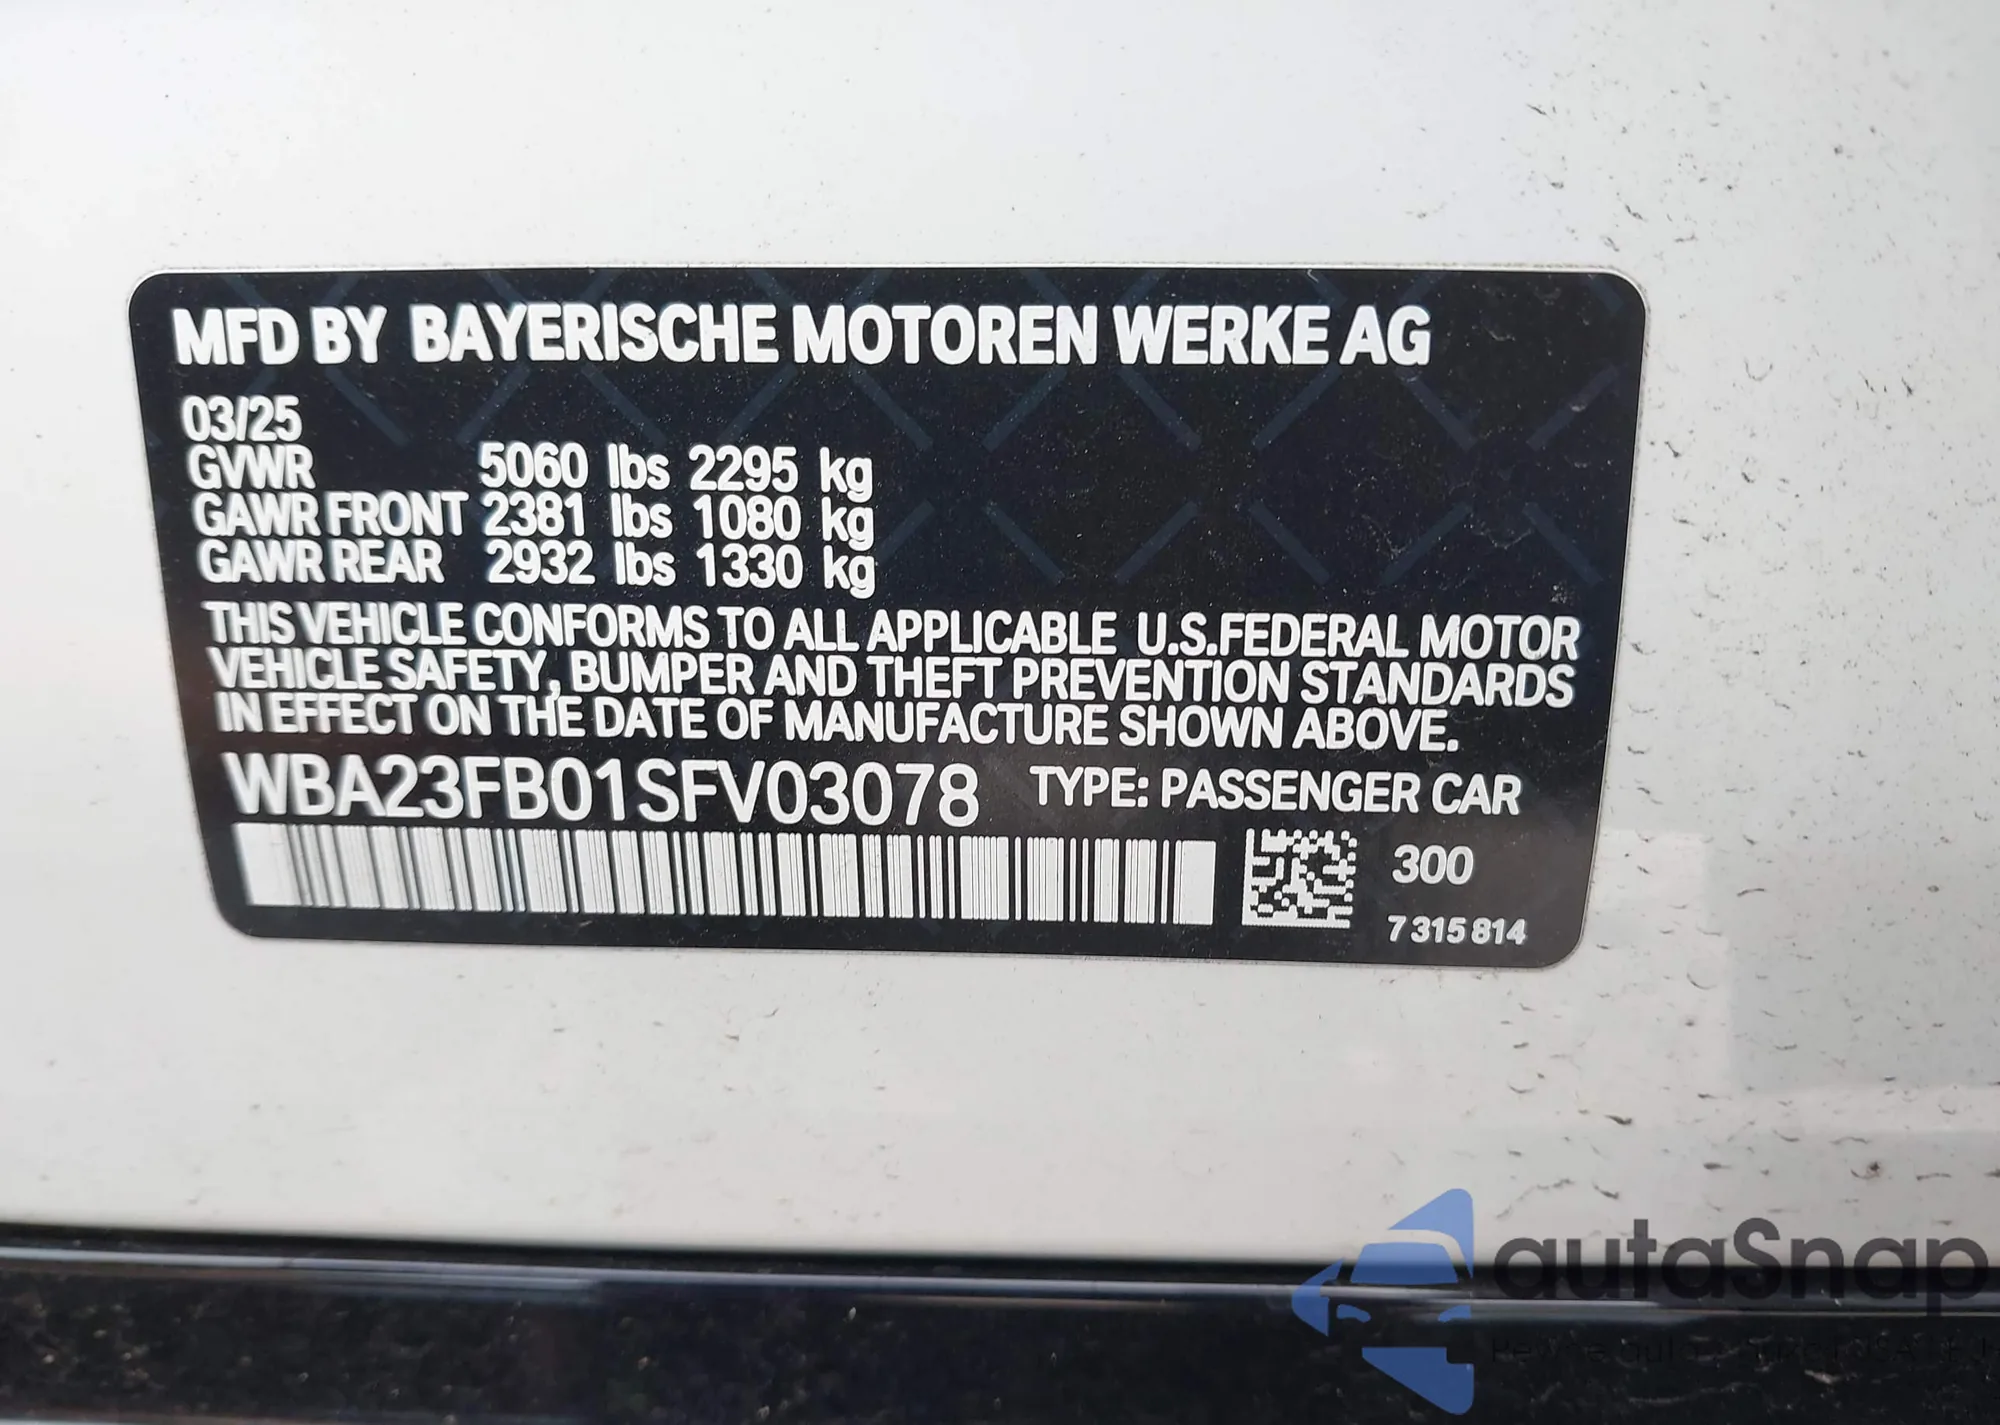 MFD BY BAYERISCHE MOTOREN WERKE AG
03/25
GVWR 5060 lbs 2295 kg
GAWR FRONT 2381 lbs 1080 kg
GAWR REAR 2932 lbs 1330 kg
THIS VEHICLE CONFORMS TO ALL APPLICABLE U.S.FEDERAL MOTOR
VEHICLE SAFETY, BUMPER AND THEFT PREVENTION STANDARDS
IN EFFECT ON THE DATE OF MANUFACTURE SHOWN ABOVE.
WBA23FB01SFV03078 TYPE: PASSENGER CAR
300
7 315 814
autaSnap